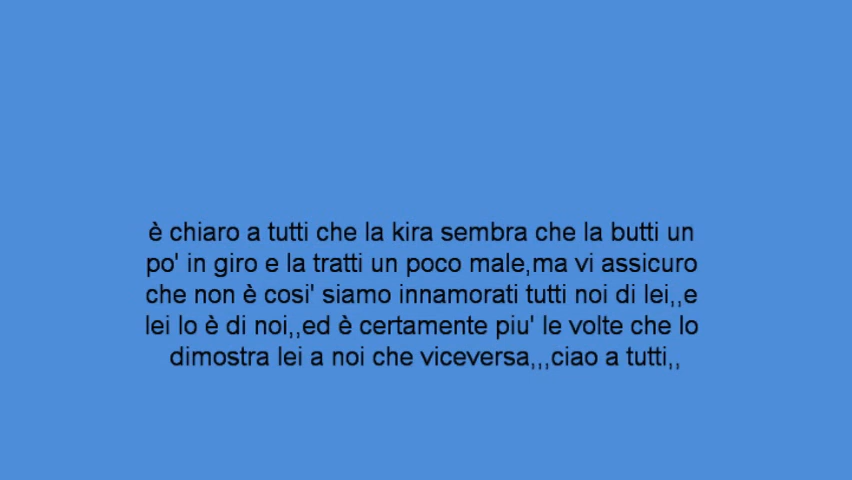 è chiaro a tutti che la kira sembra che la butti un
po' in giro e la tratti un poco male,ma vi assicuro
che non è cosi' siamo innamorati tutti noi di lei,,e
lei lo è di noi,,ed è certamente piu' le volte che lo
dimostra lei a noi che viceversa,,,ciao a tutti,,